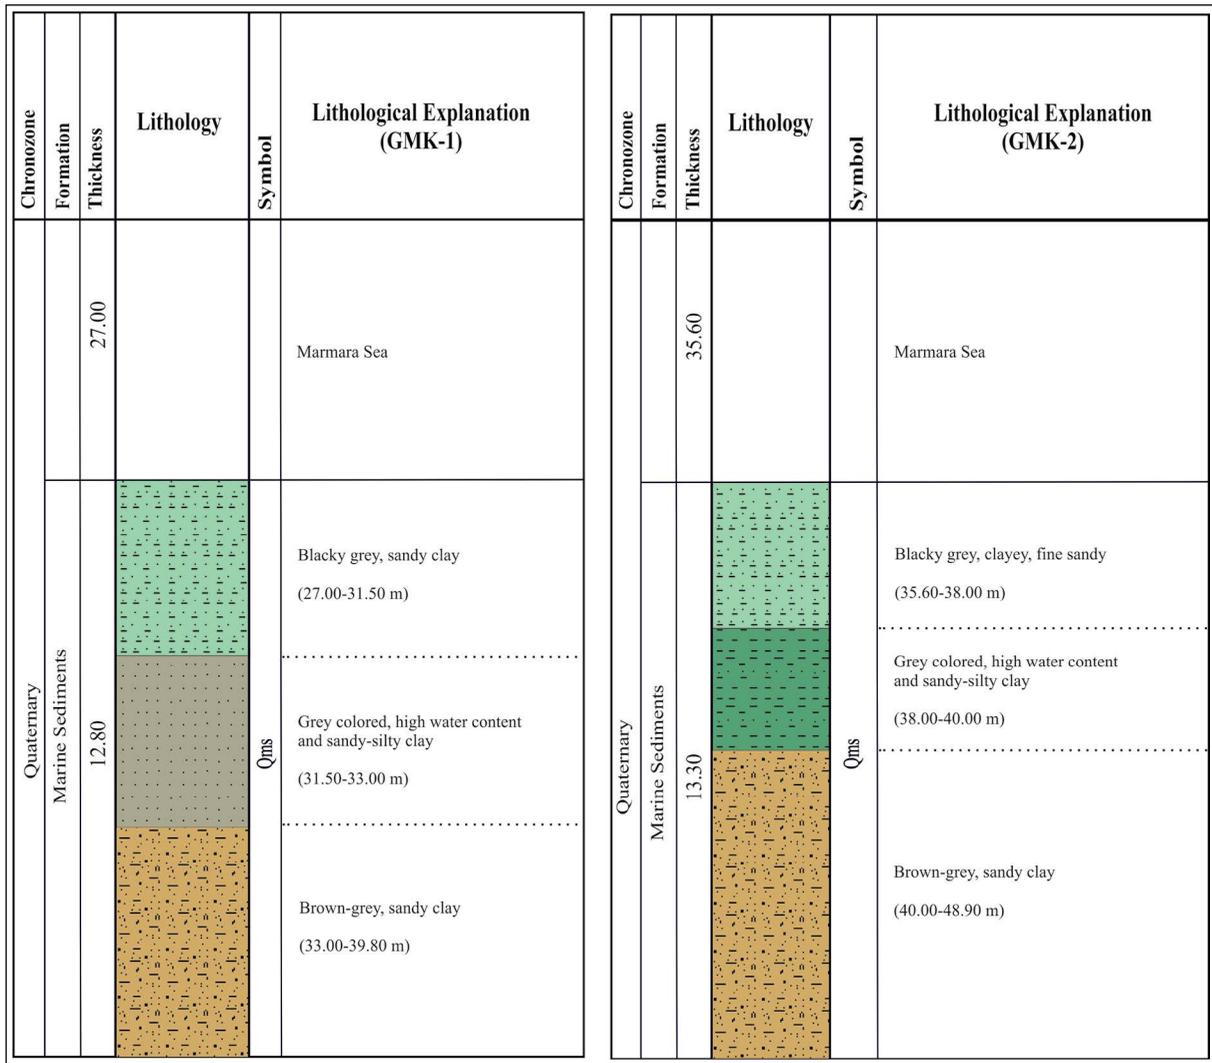 Chronozone
Formation
Thickness
Lithology
Symbol
Lithological Explanation
(GMK-1)
Quaternary
27.00
Marmara Sea
Marine Sediments
12.80
Qms
Blacky grey, sandy clay
(27.00-31.50 m)
Grey colored, high water content
and sandy-silty clay
(31.50-33.00 m)
Brown-grey, sandy clay
(33.00-39.80 m)
Chronozone
Formation
Thickness
Lithology
Symbol
Lithological Explanation
(GMK-2)
Quaternary
35.60
Marmara Sea
Marine Sediments
13.30
Qms
Blacky grey, clayey, fine sandy
(35.60-38.00 m)
Grey colored, high water content
and sandy-silty clay
(38.00-40.00 m)
Brown-grey, sandy clay
(40.00-48.90 m)